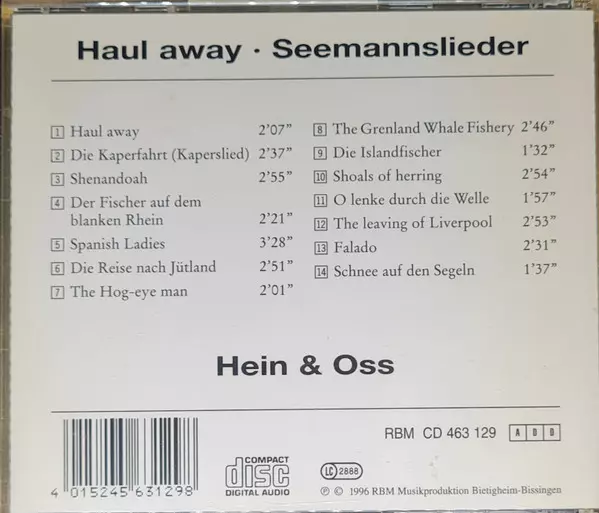 Haul away · Seemannslieder
1 Haul away 2'07"
2 Die Kaperfahrt (Kaperslied) 2'37"
3 Shenandoah 2'55"
4 Der Fischer auf dem
blanken Rhein 2'21"
5 Spanish Ladies 3'28"
6 Die Reise nach Jütland 2'51"
7 The Hog-eye man 2'01"
8 The Grenland Whale Fishery 2'46"
9 Die Islandfischer 1'32"
10 Shoals of herring 2'54"
11 O lenke durch die Welle 1'57"
12 The leaving of Liverpool 2'53"
13 Falado 2'31"
14 Schnee auf den Segeln 1'37"
Hein & Oss
RBM CD 463 129 A D D
4 015245 631298
COMPACT
disc
DIGITAL AUDIO
LC 2888
℗ © 1996 RBM Musikproduktion Bietigheim-Bissingen